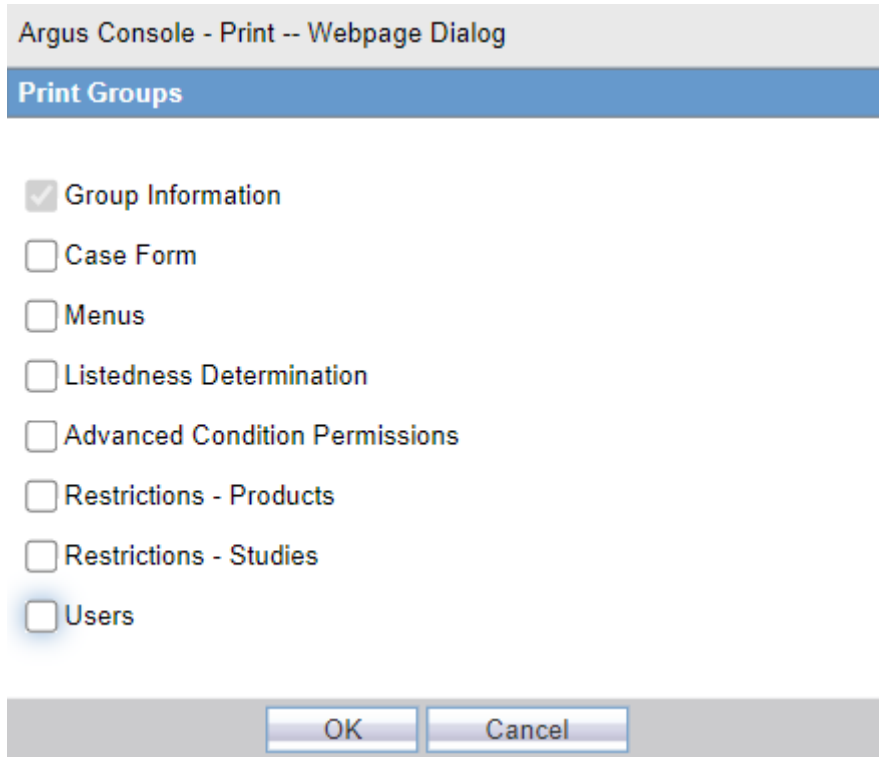 Argus Console - Print -- Webpage Dialog
Print Groups
Group Information
Case Form
Menus
Listedness Determination
Advanced Condition Permissions
Restrictions - Products
Restrictions - Studies
Users
OK
Cancel